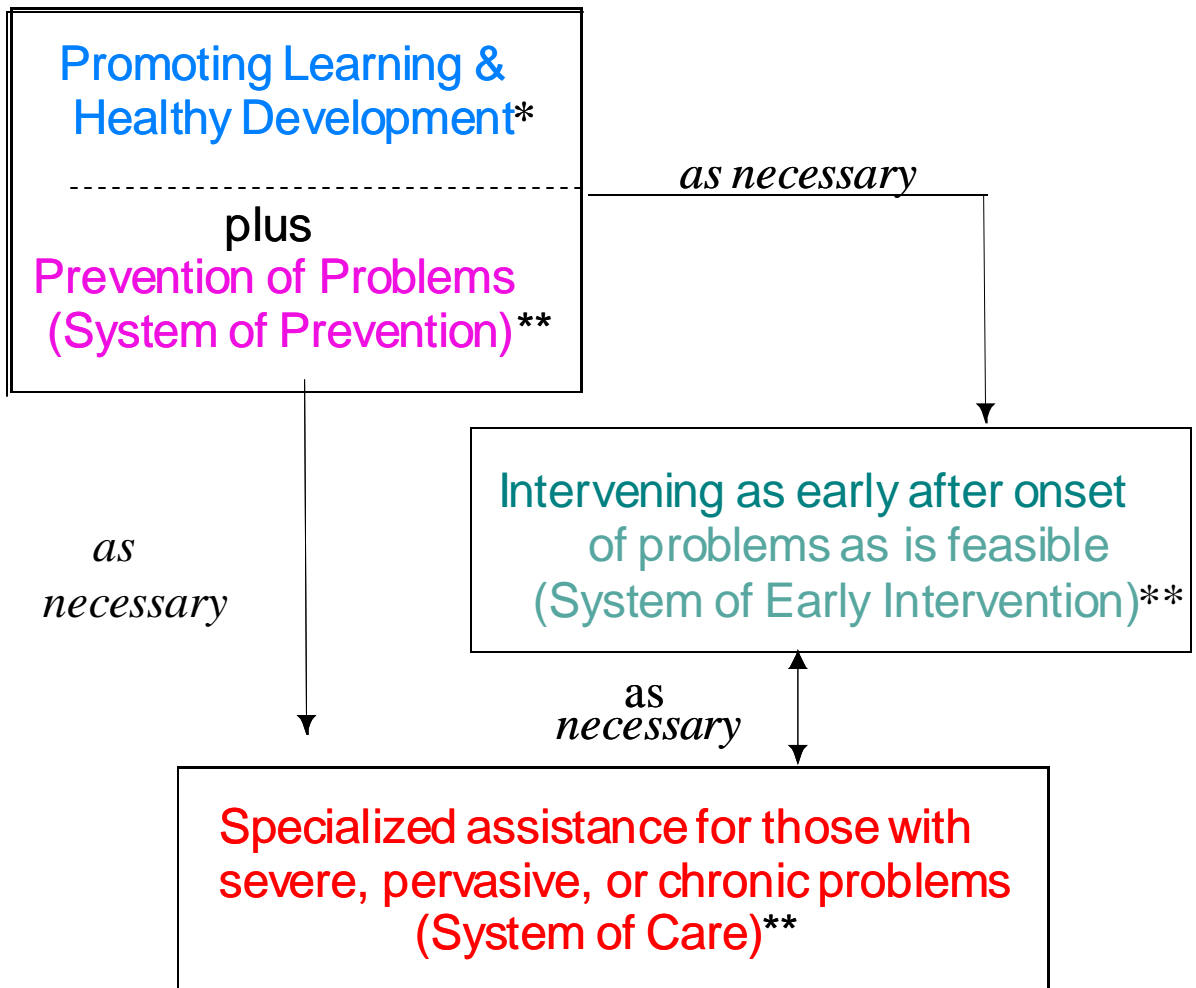 Promoting Learning &
Healthy Development*
plus
Prevention of Problems
(System of Prevention)**
as necessary
Intervening as early after onset
of problems as is feasible
(System of Early Intervention)**
as
necessary
as
necessary
Specialized assistance for those with
severe, pervasive, or chronic problems
(System of Care)**